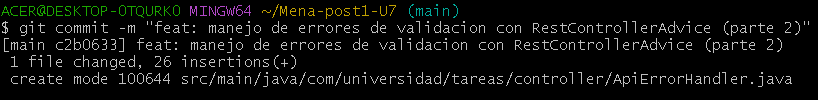 ACER@DESKTOP-OTQURKO MINGW64 ~/Mena-post1-U7 (main)
$ git commit -m "feat: manejo de errores de validacion con RestControllerAdvice (parte 2)"
[main c2b0633] feat: manejo de errores de validacion con RestControllerAdvice (parte 2)
 1 file changed, 26 insertions(+)
 create mode 100644 src/main/java/com/universidad/tareas/controller/ApiErrorHandler.java